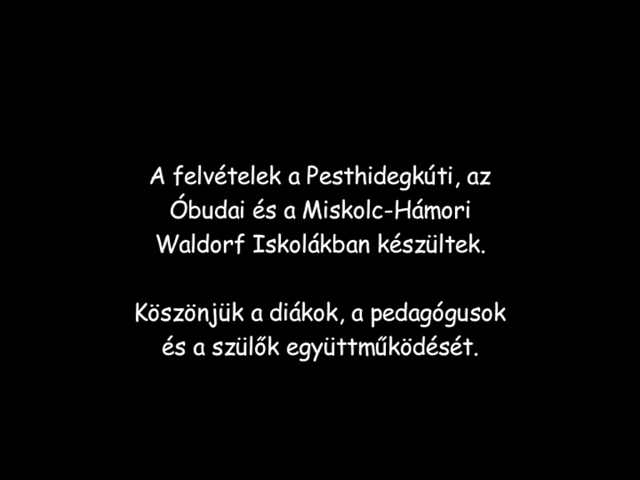 A felvételek a Pesthidegkúti, az
Óbudai és a Miskolc-Hámori
Waldorf Iskolákban készültek.
Köszönjük a diákok, a pedagógusok
és a szülők együttműködését.